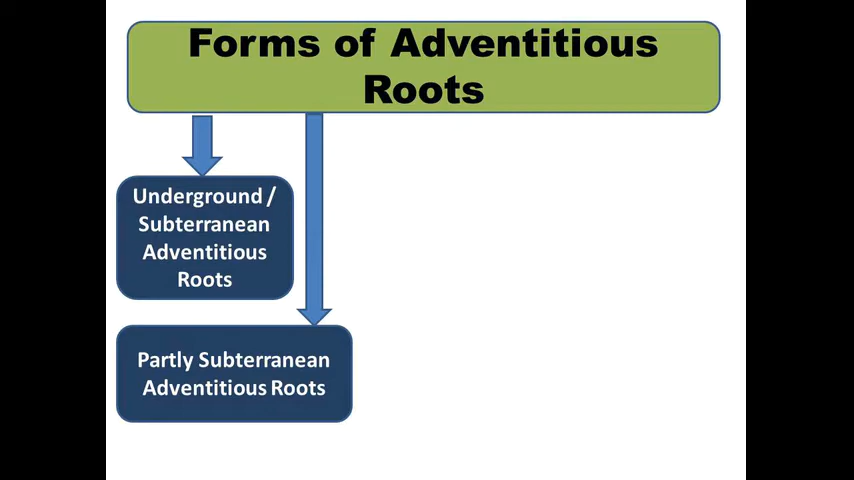 Forms of Adventitious
Roots
Underground /
Subterranean
Adventitious
Roots
Partly Subterranean
Adventitious Roots